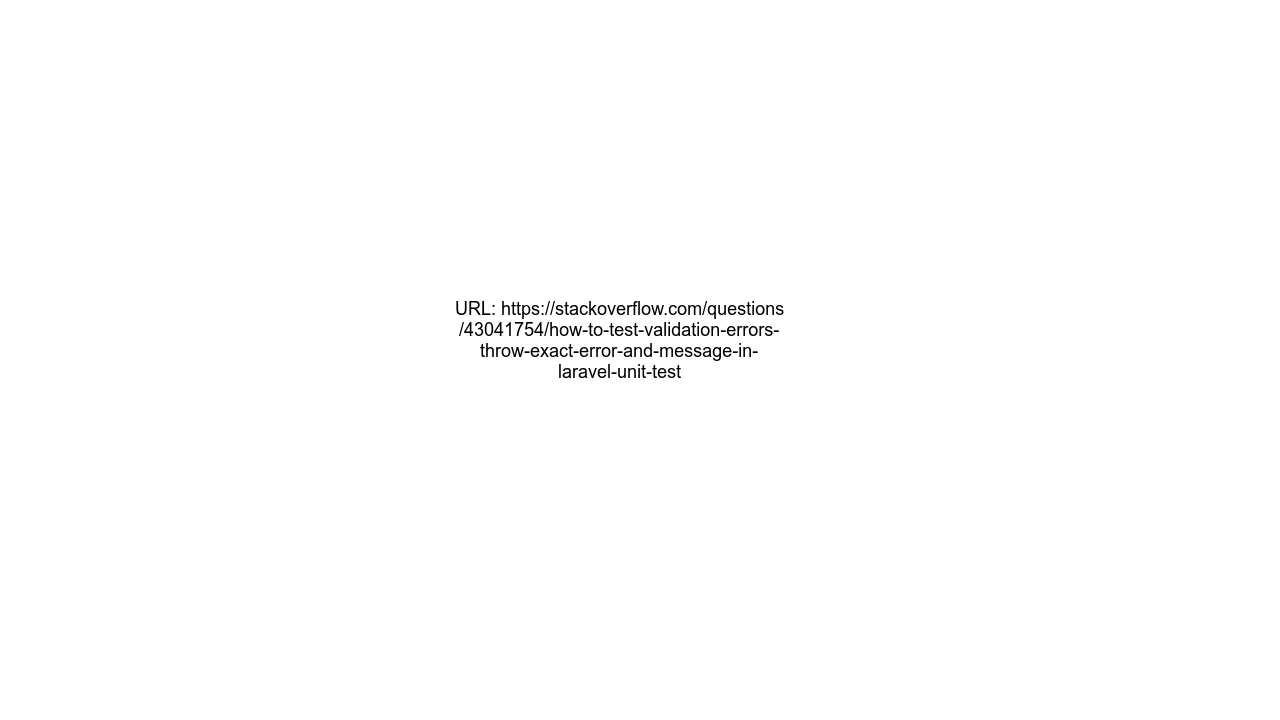 URL: https://stackoverflow.com/questions
/43041754/how-to-test-validation-errors-
throw-exact-error-and-message-in-
laravel-unit-test